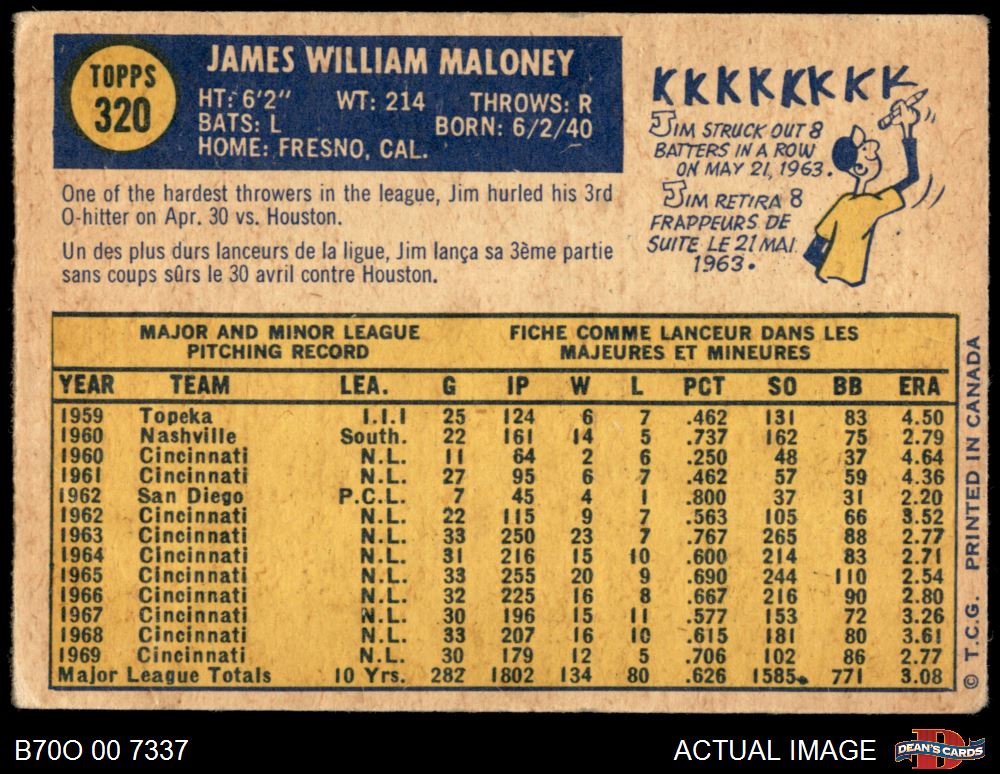 TOPPS
320
JAMES WILLIAM MALONEY
HT: 6'2" WT: 214 THROWS: R
BATS: L BORN: 6/2/40
HOME: FRESNO, CAL.
One of the hardest throwers in the league, Jim hurled his 3rd
O-hitter on Apr. 30 vs. Houston.
Un des plus durs lanceurs de la ligue, Jim lança sa 3ème partie
sans coups sûrs le 30 avril contre Houston.
KKKKKKKK
JIM STRUCK OUT 8
BATTERS IN A ROW
ON MAY 21, 1963.
JIM RETIRA 8
FRAPPEURS DE
SUITE LE 21 MAI
1963.
MAJOR AND MINOR LEAGUE
PITCHING RECORD
FICHE COMME LANCEUR DANS LES
MAJEURES ET MINEURES
YEAR TEAM LEA. G IP W L PCT SO BB ERA
1959 Topeka I.I.I 25 124 6 7 .462 131 83 4.50
1960 Nashville South. 22 161 14 5 .737 162 75 2.79
1960 Cincinnati N.L. 11 64 2 6 .250 48 37 4.64
1961 Cincinnati N.L. 27 95 6 7 .462 57 59 4.36
1962 San Diego P.C.L. 7 45 4 1 .800 37 31 2.20
1962 Cincinnati N.L. 22 115 9 7 .563 105 66 3.52
1963 Cincinnati N.L. 33 250 23 7 .767 265 88 2.77
1964 Cincinnati N.L. 31 216 15 10 .600 214 83 2.71
1965 Cincinnati N.L. 33 255 20 9 .690 244 110 2.54
1966 Cincinnati N.L. 32 225 16 8 .667 216 90 2.80
1967 Cincinnati N.L. 30 196 15 11 .577 153 72 3.26
1968 Cincinnati N.L. 33 207 16 10 .615 181 80 3.61
1969 Cincinnati N.L. 30 179 12 5 .706 102 86 2.77
Major League Totals 10 Yrs. 282 1802 134 80 .626 1585 771 3.08
© T.C.G. PRINTED IN CANADA
B70O 00 7337
ACTUAL IMAGE
DEAN'S CARDS